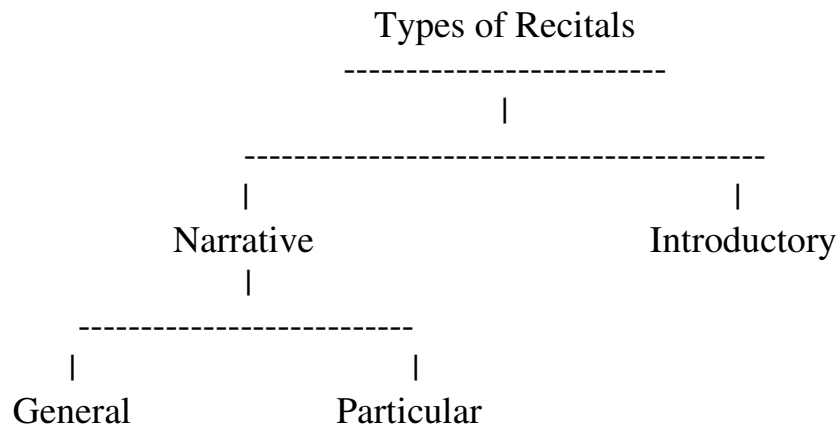 Types of Recitals
--------------------------
|
------------------------------------------
| |
Narrative Introductory
|
---------------------------
| |
General Particular